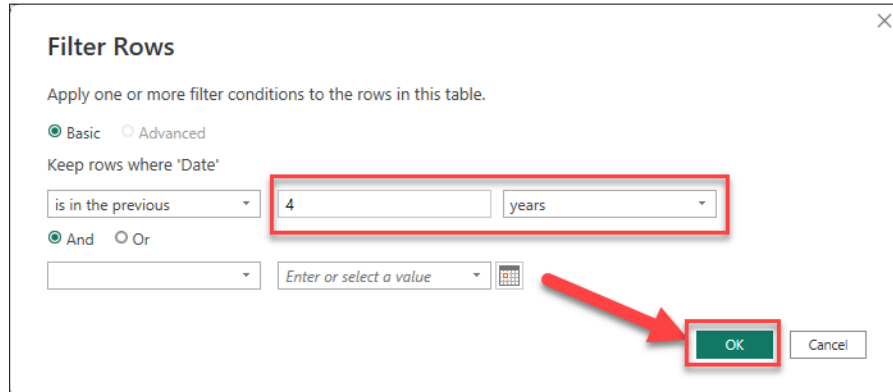 Filter Rows
Apply one or more filter conditions to the rows in this table.
Basic Advanced
Keep rows where 'Date'
is in the previous 4 years
And Or
Enter or select a value
OK Cancel